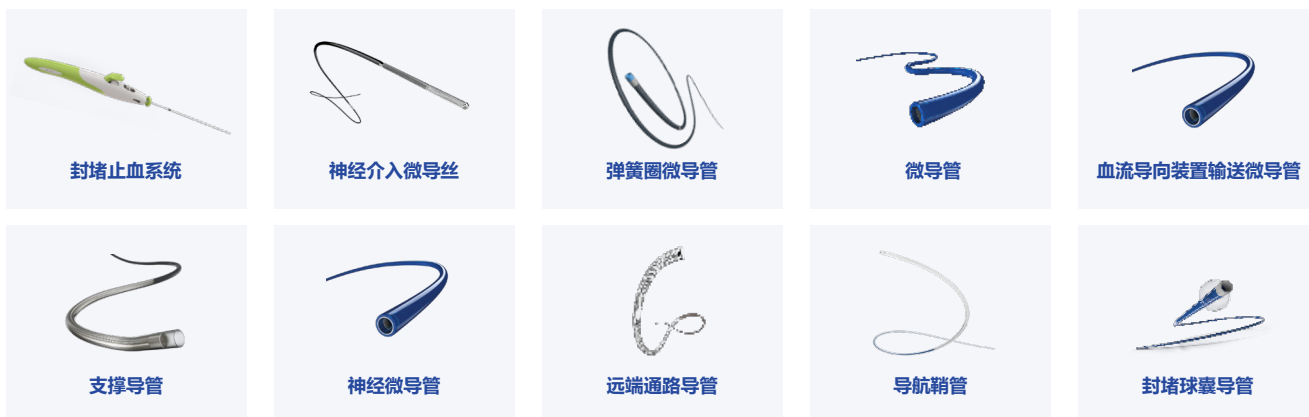 封堵止血系统
神经介入微导丝
弹簧圈微导管
微导管
血流导向装置输送微导管
支撑导管
神经微导管
远端通路导管
导航鞘管
封堵球囊导管